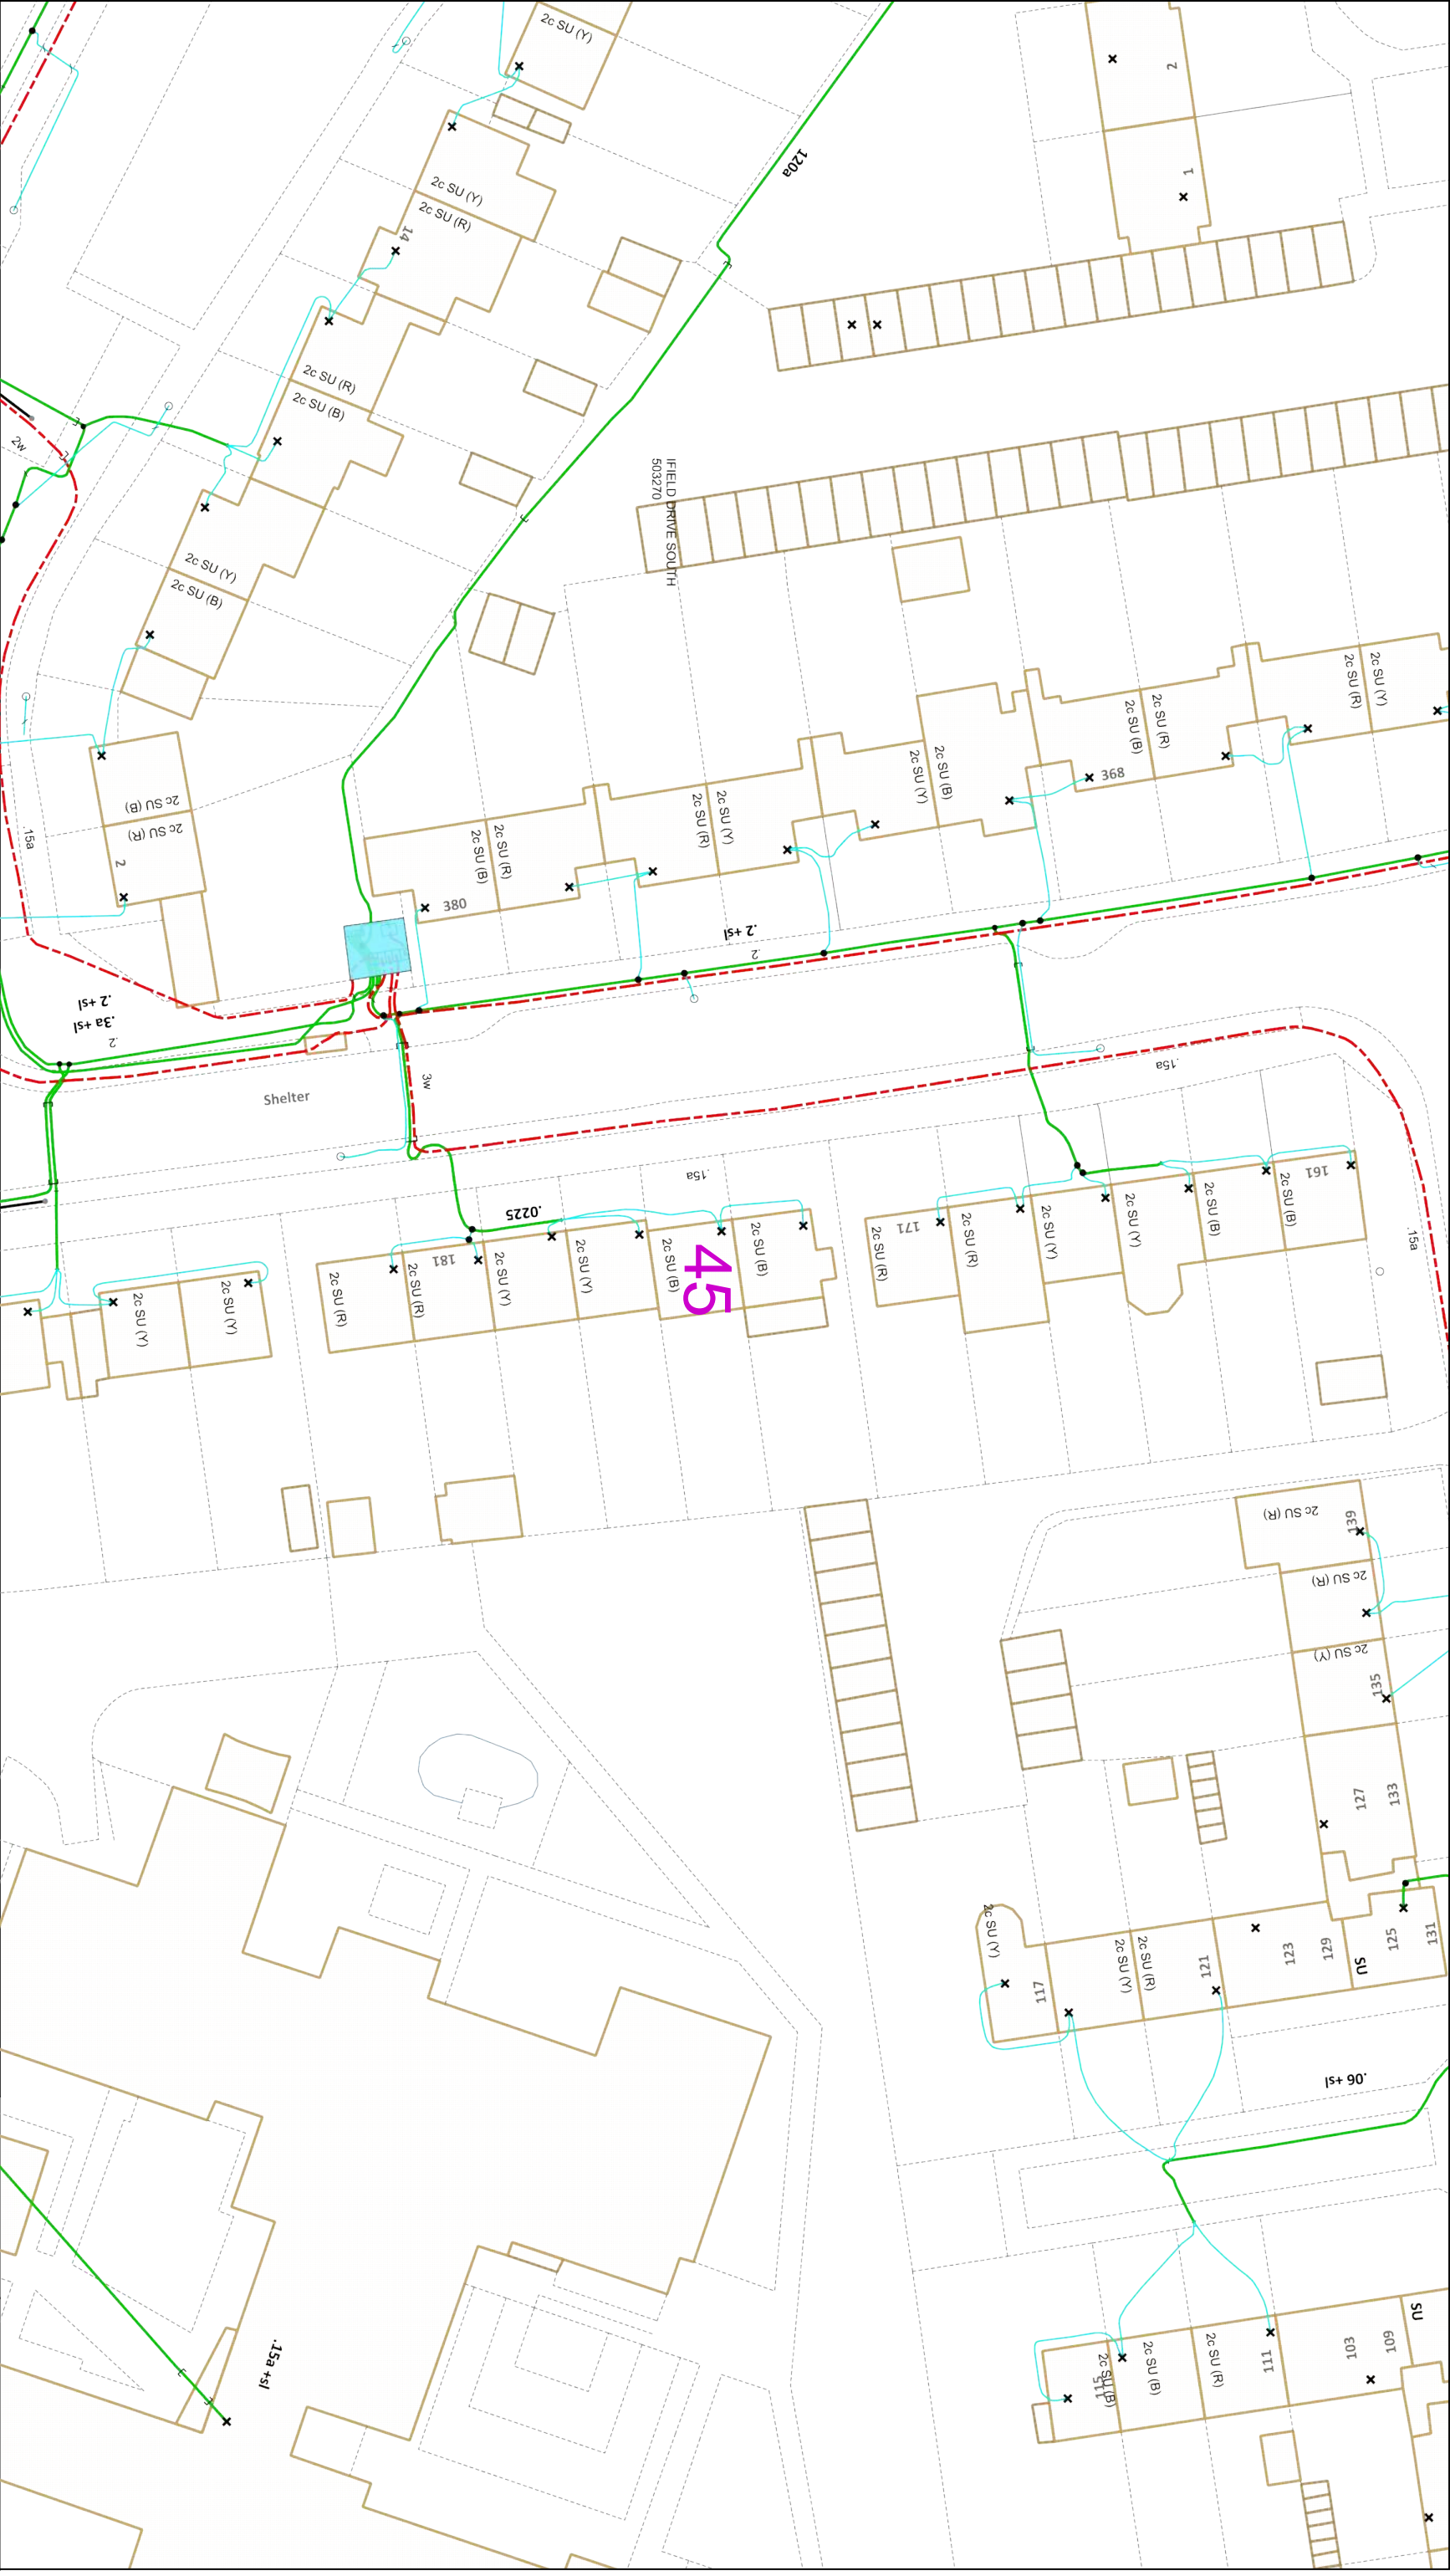 2c SU (Y)
2
120a
1
2c SU (Y)
2c SU (R)
14
2c SU (R)
2c SU (B)
2w
IFIELD DRIVE SOUTH
503270
2c SU (Y)
2c SU (B)
2c SU (R)
2c SU (Y)
2c SU (B)
2c SU (R)
2c SU (Y)
2c SU (B)
368
2c SU (B)
2c SU (R)
15a
2
2c SU (R)
2c SU (Y)
2c SU (B)
2c SU (R)
380
.2 +sl
.2
.2 +sl
.3a +sl
.2
3w
.15a
Shelter
.15a
161
.0225
2c SU (R)
181
2c SU (R)
2c SU (Y)
2c SU (Y)
2c SU (B)
45
2c SU (B)
2c SU (R)
171
2c SU (R)
2c SU (Y)
2c SU (Y)
2c SU (B)
2c SU (B)
.15a
2c SU (Y)
2c SU (Y)
2c SU (R)
139
2c SU (R)
2c SU (Y)
135
127
133
2c SU (Y)
117
2c SU (Y)
2c SU (R)
121
123
129
SU
125
131
.06 +sl
.15a +sl
2c SU (B)
115
2c SU (B)
2c SU (R)
111
103
109
SU